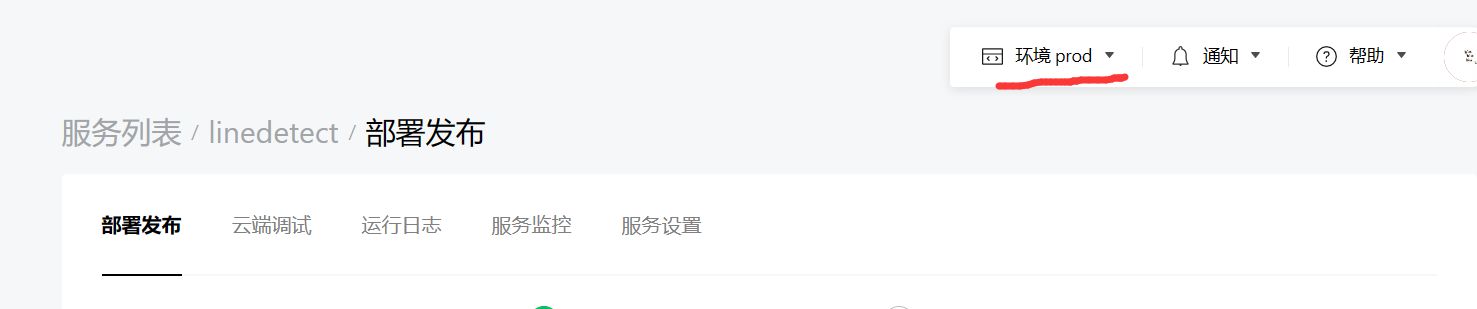 环境 prod 通知 帮助
服务列表 / linedetect / 部署发布
部署发布 云端调试 运行日志 服务监控 服务设置